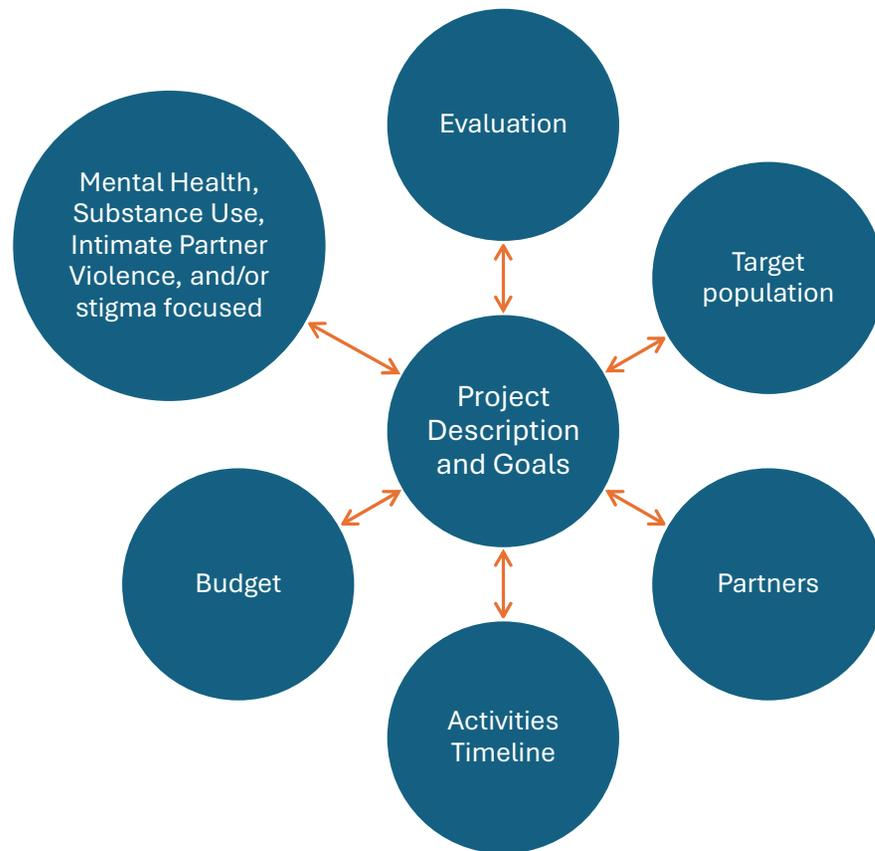 Evaluation
Mental Health,
Substance Use,
Intimate Partner
Violence, and/or
stigma focused
Target
population
Project
Description
and Goals
Budget
Partners
Activities
Timeline